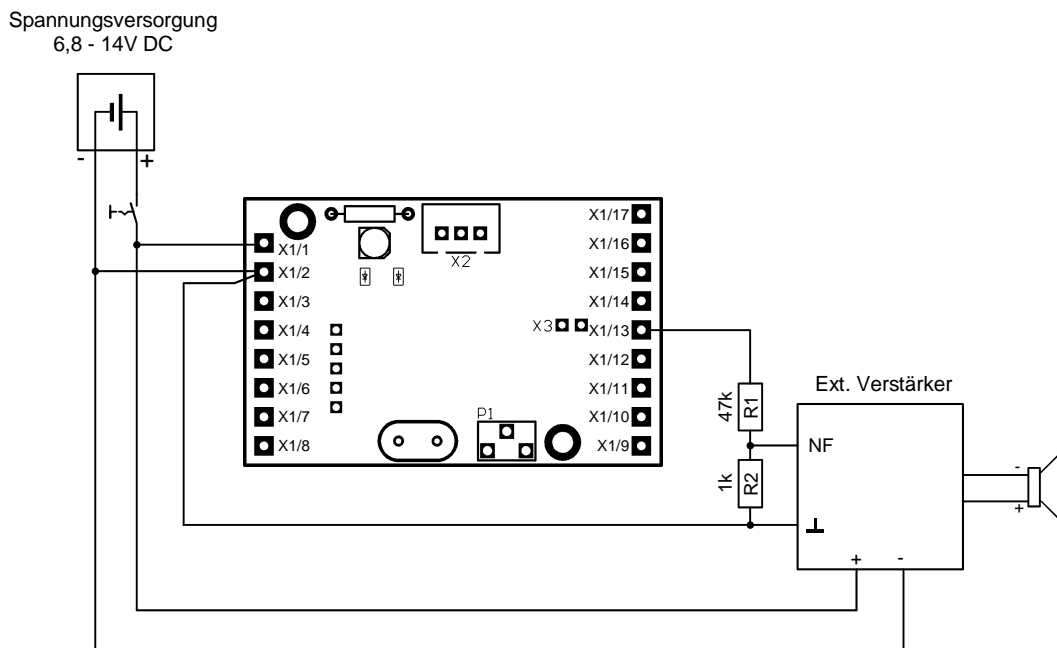 Spannungsversorgung
6,8 - 14V DC
- +
X1/1
X1/2
X1/3
X1/4
X1/5
X1/6
X1/7
X1/8
X2
X3
P1
X1/17
X1/16
X1/15
X1/14
X1/13
X1/12
X1/11
X1/10
X1/9
47k
R1
1k
R2
Ext. Verstärker
NF
+ -
-
+